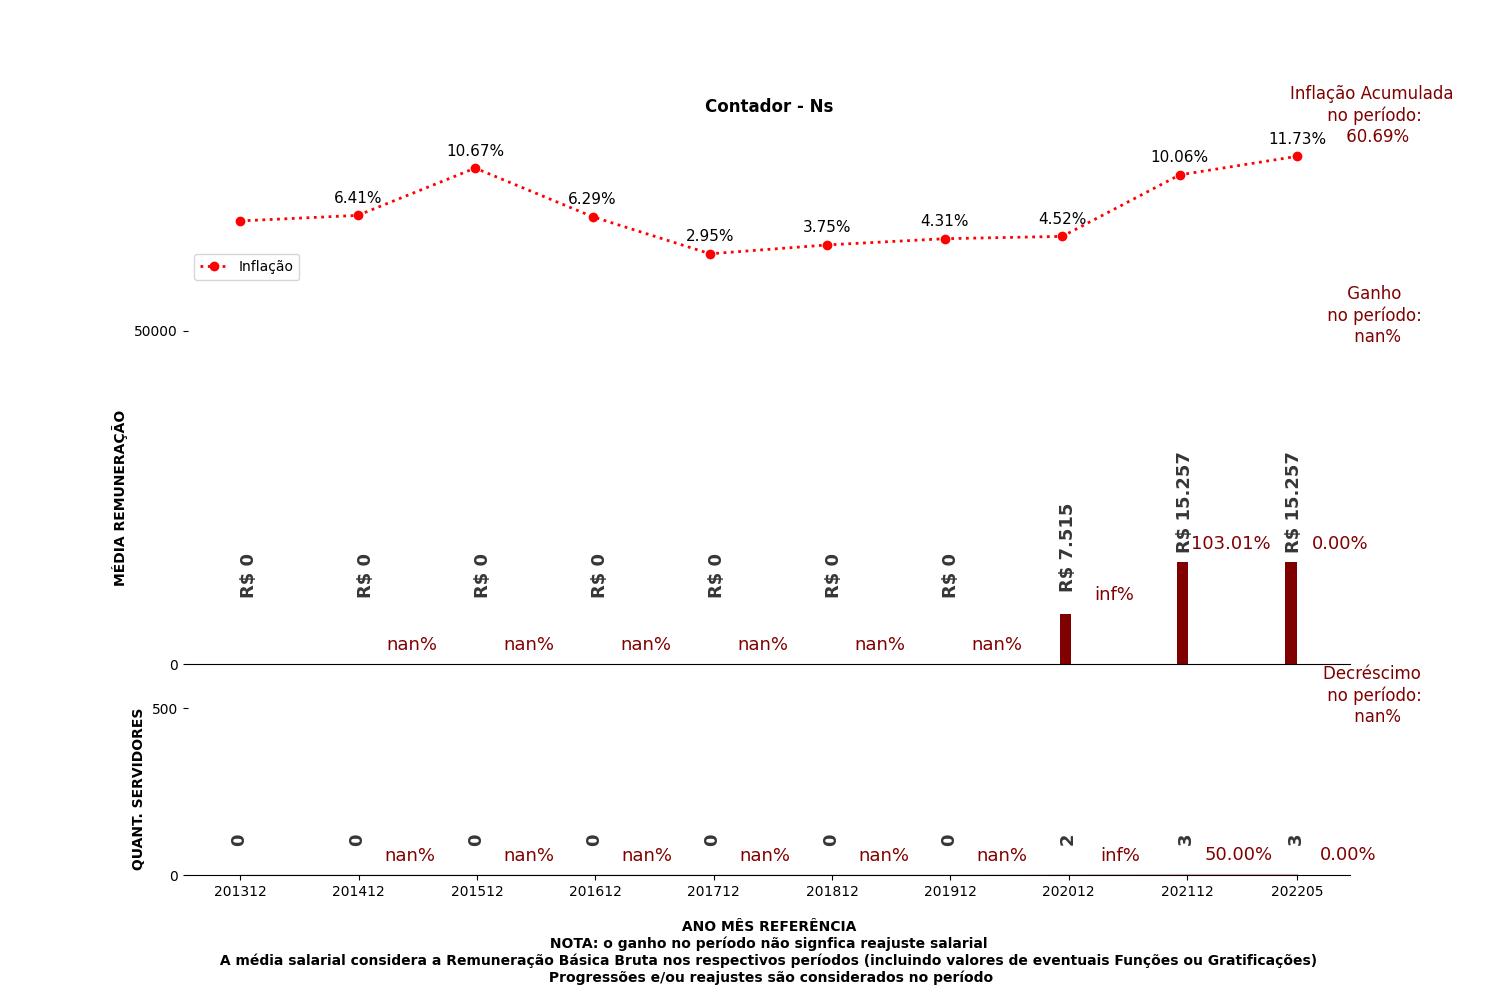 Contador - Ns
Inflação Acumulada
no período:
60.69%
6.41%
10.67%
6.29%
2.95%
3.75%
4.31%
4.52%
10.06%
11.73%
Inflação
Ganho
no período:
nan%
50000
0
MÉDIA REMUNERAÇÃO
R$ 0
R$ 0
R$ 0
R$ 0
R$ 0
R$ 0
R$ 0
R$ 7.515
R$ 15.257
R$ 15.257
nan%
nan%
nan%
nan%
nan%
nan%
inf%
103.01%
0.00%
Decréscimo
no período:
nan%
500
0
QUANT. SERVIDORES
0
0
0
0
0
0
0
2
3
3
nan%
nan%
nan%
nan%
nan%
nan%
inf%
50.00%
0.00%
201312
201412
201512
201612
201712
201812
201912
202012
202112
202205
ANO MÊS REFERÊNCIA
NOTA: o ganho no período não signfica reajuste salarial
A média salarial considera a Remuneração Básica Bruta nos respectivos períodos (incluindo valores de eventuais Funções ou Gratificações)
Progressões e/ou reajustes são considerados no período